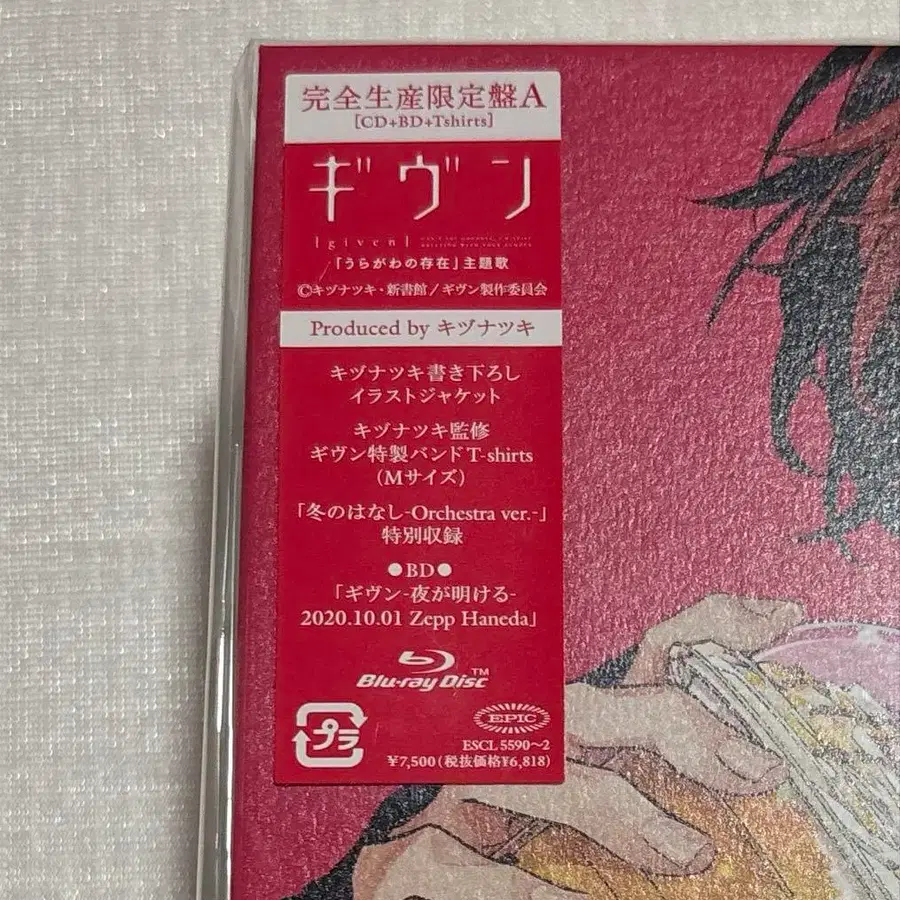 完全生産限定盤A
[CD+BD+Tshirts]
ギヴン
[given]
「うらがわの存在」主題歌
©キヅナツキ・新書館/ギヴン製作委員会
Produced by キヅナツキ
キヅナツキ書き下ろし
イラストジャケット
キヅナツキ監修
ギヴン特製バンドT-shirts
(Mサイズ)
「冬のはなし-Orchestra ver.-」
特別収録
●BD●
「ギヴン-夜が明ける-
2020.10.01 Zepp Haneda」
Blu-ray Disc™
プラ
EPIC
ESCL 5590~2
¥7,500(税抜価格¥6,818)